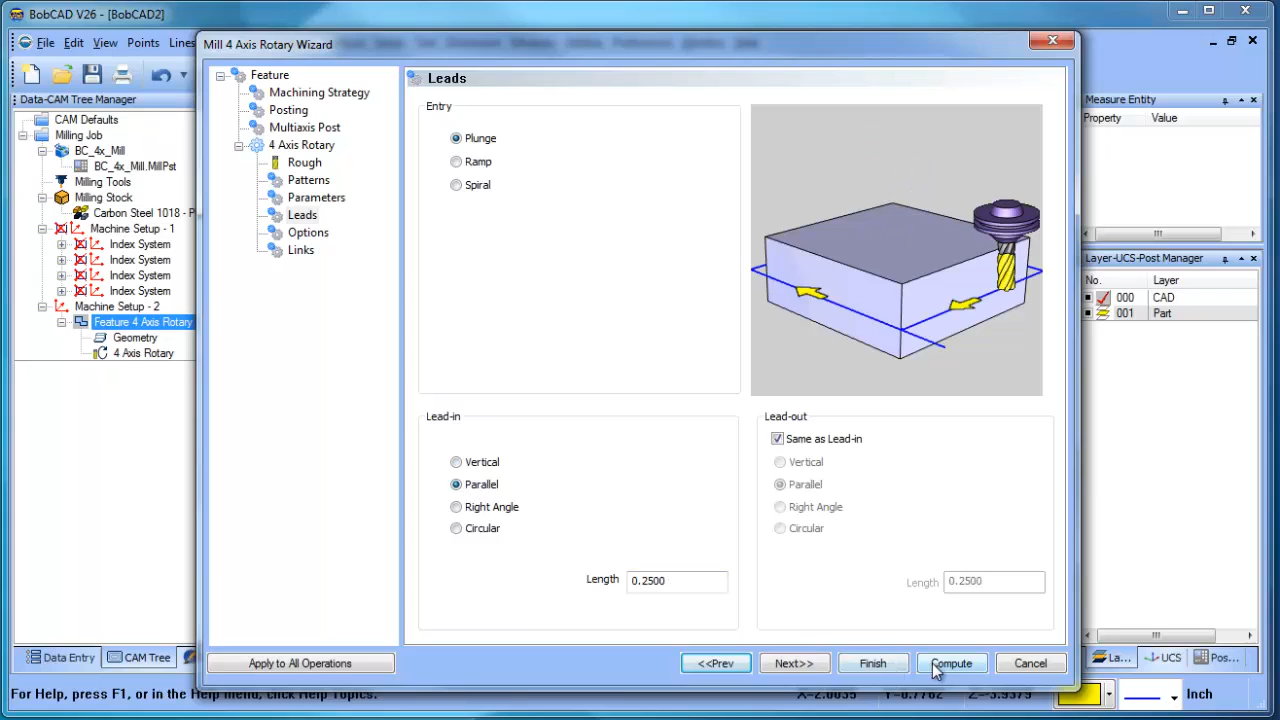 BobCAD V26 - [BobCAD2]
File Edit View Points Lines
Data-CAM Tree Manager
CAM Defaults
Milling Job
BC_4x_Mill
BC_4x_Mill.MillPst
Milling Tools
Milling Stock
Carbon Steel 1018 - P
Machine Setup - 1
Index System
Index System
Index System
Index System
Machine Setup - 2
Feature 4 Axis Rotary
Geometry
4 Axis Rotary
Data Entry CAM Tree
Mill 4 Axis Rotary Wizard
Feature
Machining Strategy
Posting
Multiaxis Post
4 Axis Rotary
Rough
Patterns
Parameters
Leads
Options
Links
Leads
Entry
Plunge
Ramp
Spiral
Lead-in
Vertical
Parallel
Right Angle
Circular
Length 0.2500
Lead-out
Same as Lead-in
Vertical
Parallel
Right Angle
Circular
Length 0.2500
Apply to All Operations <<Prev Next>> Finish Compute Cancel
Measure Entity
Property Value
Layer-UCS-Post Manager
No. Layer
000 CAD
001 Part
La... UCS Pos...
For Help, press F1, or in the Help menu, click Help Topics.
Inch